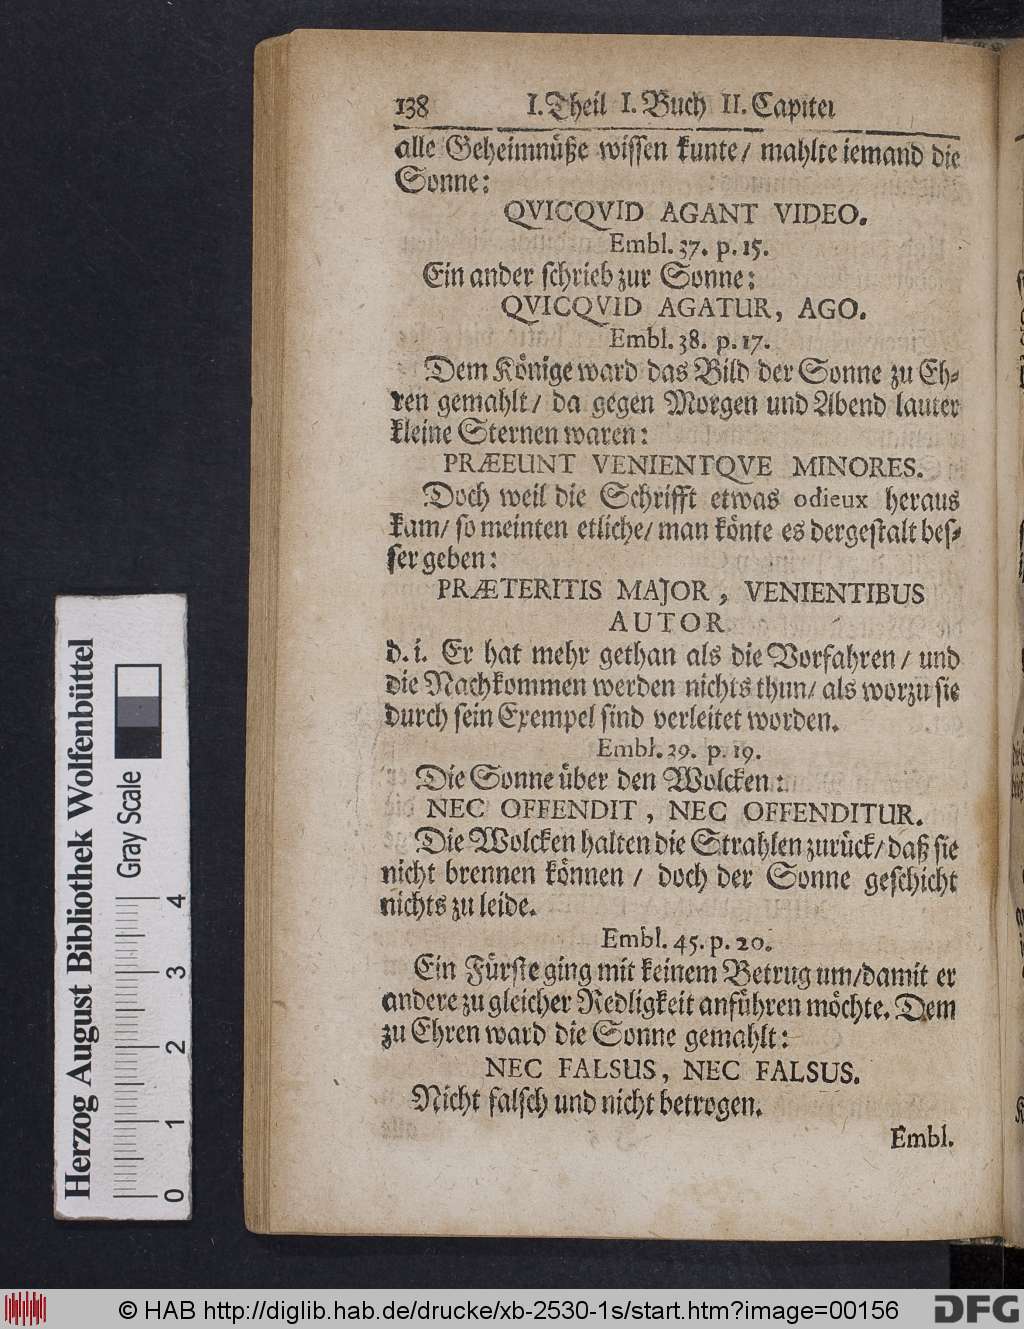 138 I. Theil I. Buch II. Capitel
alle Geheimnüße wissen kunte/ mahlte iemand die
Sonne:
QVICQVID AGANT VIDEO.
Embl. 37. p. 15.
Ein ander schrieb zur Sonne:
QVICQVID AGATUR, AGO.
Embl. 38. p. 17.
Dem Könige ward das Bild der Sonne zu Eh-
ren gemahlt/ da gegen Morgen und Abend lauter
kleine Sternen waren:
PRÆEUNT VENIENTQVE MINORES.
Doch weil die Schrifft etwas odieux heraus
kam/ so meinten etliche/ man könte es dergestalt bes-
ser geben:
PRÆTERITIS MAJOR, VENIENTIBUS
AUTOR
d. i. Er hat mehr gethan als die Vorfahren/ und
die Nachkommen werden nichts thun/ als worzu sie
durch sein Exempel sind verleitet worden.
Embl. 29. p. 19.
Die Sonne über den Wolcken:
NEC OFFENDIT, NEC OFFENDITUR.
Die Wolcken halten die Strahlen zurück/ daß sie
nicht brennen können / doch der Sonne geschicht
nichts zu leide.
Embl. 45. p. 20.
Ein Fürste ging mit keinem Betrug um/ damit er
andere zu gleicher Redligkeit anführen möchte. Dem
zu Ehren ward die Sonne gemahlt:
NEC FALSUS, NEC FALSUS.
Nicht falsch und nicht betrogen.
Embl.
Herzog August Bibliothek Wolfenbüttel
Gray Scale
0 1 2 3 4
© HAB http://diglib.hab.de/drucke/xb-2530-1s/start.htm?image=00156
DFG